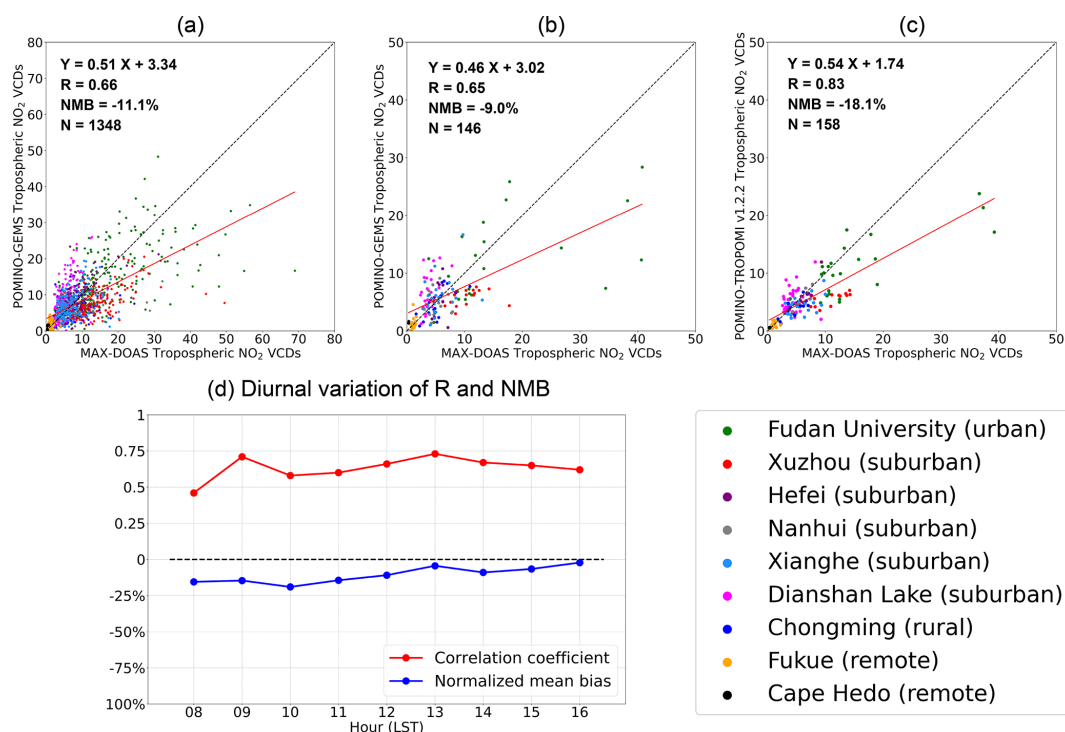 (a)
80
70
60
50
40
30
20
10
0
0 10 20 30 40 50 60 70 80
POMINO-GEMS Tropospheric NO₂ VCDs
MAX-DOAS Tropospheric NO₂ VCDs
Y = 0.51 X + 3.34
R = 0.66
NMB = -11.1%
N = 1348
(b)
50
40
30
20
10
0
0 10 20 30 40 50
POMINO-GEMS Tropospheric NO₂ VCDs
MAX-DOAS Tropospheric NO₂ VCDs
Y = 0.46 X + 3.02
R = 0.65
NMB = -9.0%
N = 146
(c)
50
40
30
20
10
0
0 10 20 30 40 50
POMINO-TROPOMI v1.2.2 Tropospheric NO₂ VCDs
MAX-DOAS Tropospheric NO₂ VCDs
Y = 0.54 X + 1.74
R = 0.83
NMB = -18.1%
N = 158
(d) Diurnal variation of R and NMB
1
0.75
0.5
0.25
0
-25%
-50%
-75%
100%
08 09 10 11 12 13 14 15 16
Hour (LST)
Correlation coefficient
Normalized mean bias
Fudan University (urban)
Xuzhou (suburban)
Hefei (suburban)
Nanhui (suburban)
Xianghe (suburban)
Dianshan Lake (suburban)
Chongming (rural)
Fukue (remote)
Cape Hedo (remote)